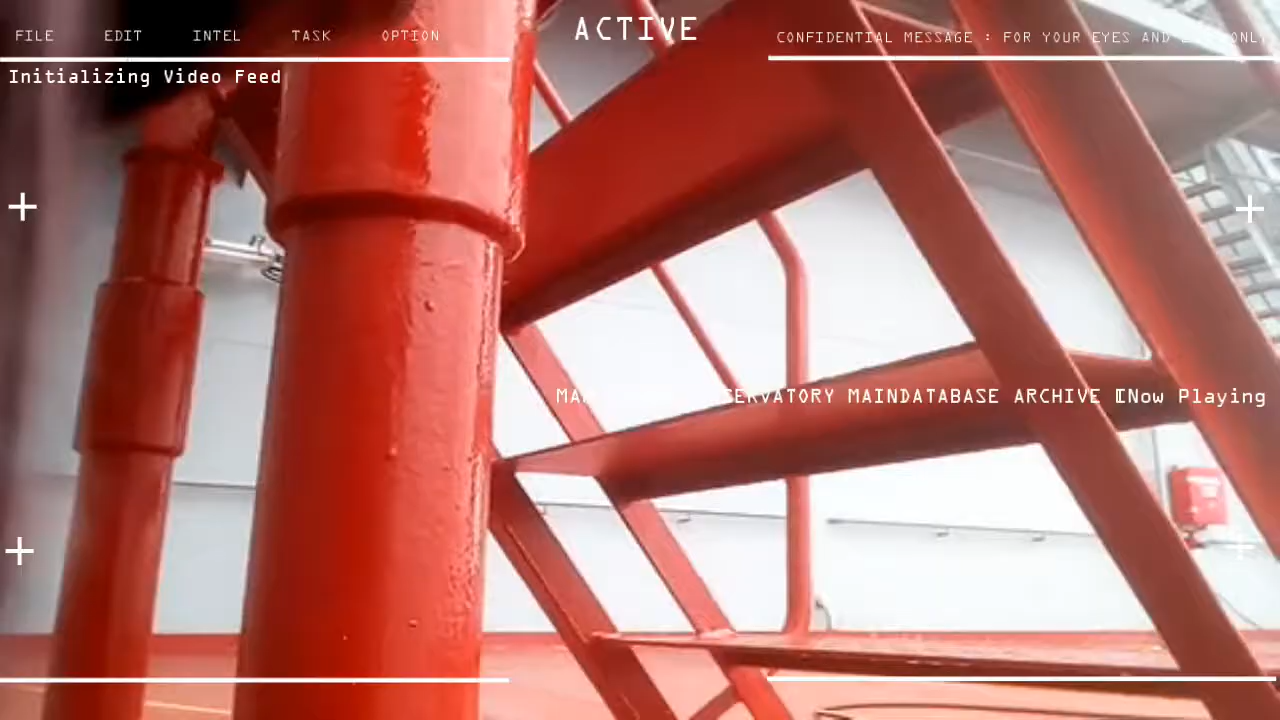 FILE EDIT INTEL TASK OPTION
ACTIVE
CONFIDENTIAL MESSAGE : FOR YOUR EYES AND ONLY
Initializing Video Feed
MAINDATABASE ARCHIVE
Now Playing